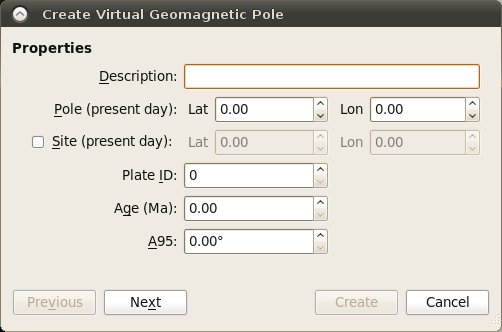 Create Virtual Geomagnetic Pole
Properties
Description:
Pole (present day): Lat 0.00 Lon 0.00
Site (present day): Lat 0.00 Lon 0.00
Plate ID: 0
Age (Ma): 0.00
A95: 0.00°
Previous Next Create Cancel